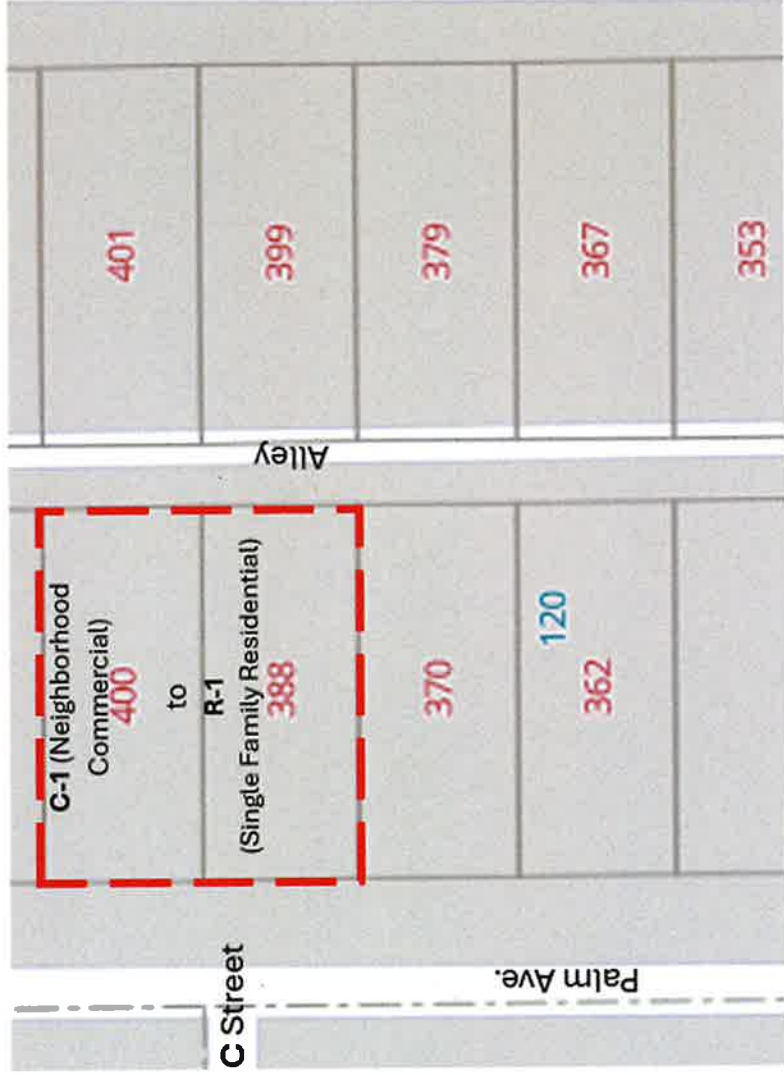 401
399
379
367
353
Alley
C-1 (Neighborhood
Commercial)
400
to
R-1
(Single Family Residential)
388
370
120
362
Palm Ave.
C Street